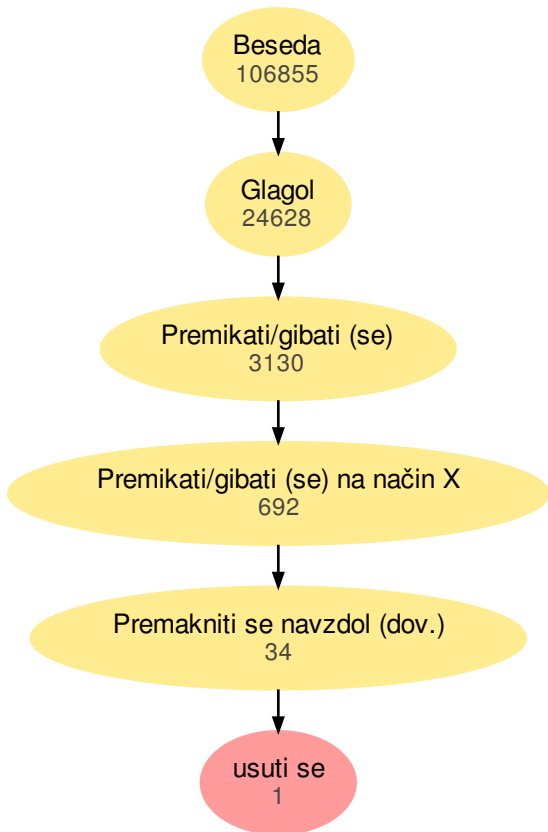 Beseda
106855
Glagol
24628
Premikati/gibati (se)
3130
Premikati/gibati (se) na način X
692
Premakniti se navzdol (dov.)
34
usuti se
1